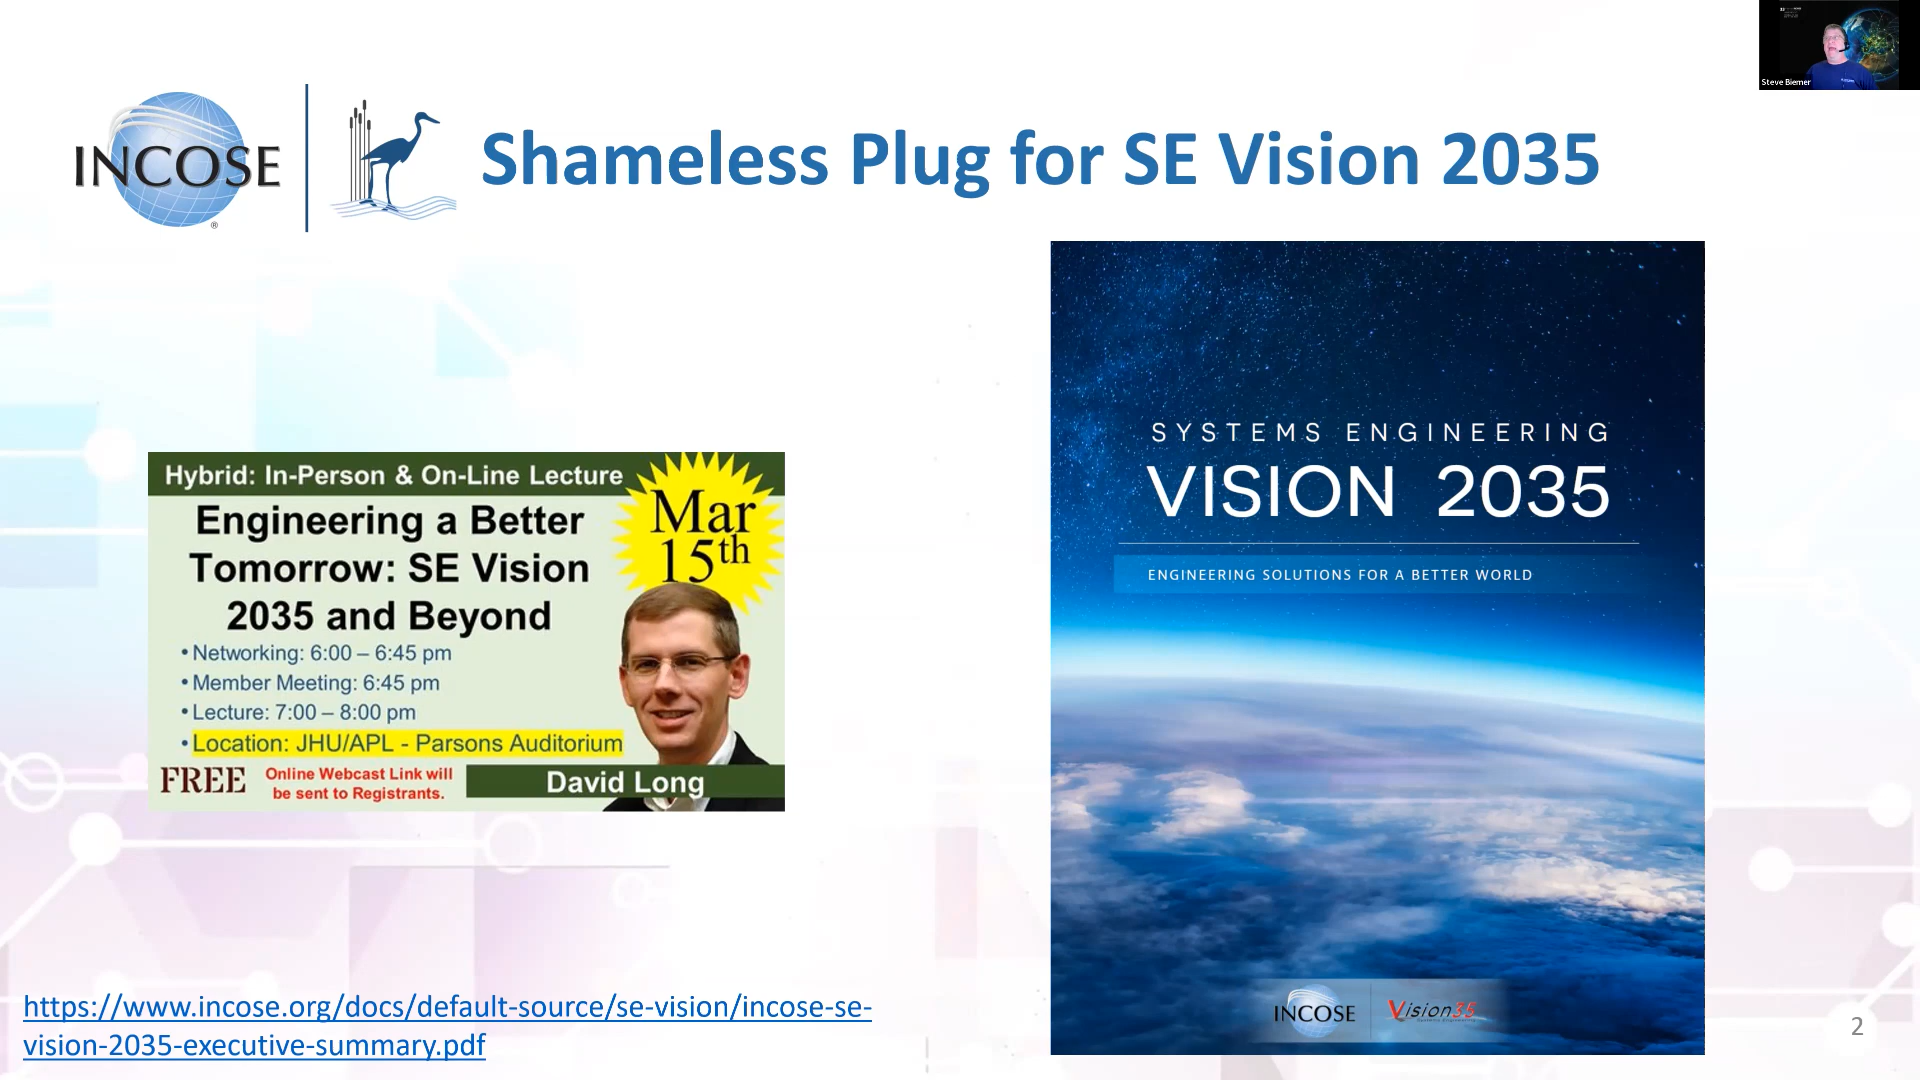 Steve Biemer
INCOSE
®
Shameless Plug for SE Vision 2035
Hybrid: In-Person & On-Line Lecture
Mar
15th
Engineering a Better
Tomorrow: SE Vision
2035 and Beyond
• Networking: 6:00 – 6:45 pm
• Member Meeting: 6:45 pm
• Lecture: 7:00 – 8:00 pm
• Location: JHU/APL - Parsons Auditorium
FREE
Online Webcast Link will
be sent to Registrants.
David Long
SYSTEMS ENGINEERING
VISION 2035
ENGINEERING SOLUTIONS FOR A BETTER WORLD
INCOSE
Vision35
https://www.incose.org/docs/default-source/se-vision/incose-se-
vision-2035-executive-summary.pdf
2